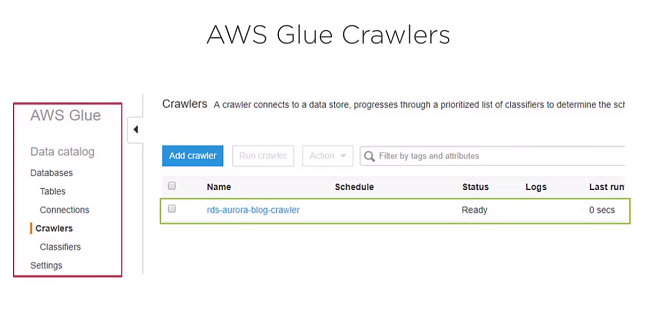 AWS Glue Crawlers
AWS Glue
Data catalog
Databases
Tables
Connections
Crawlers
Classifiers
Settings
Crawlers A crawler connects to a data store, progresses through a prioritized list of classifiers to determine the sch
Add crawler Run crawler Action Filter by tags and attributes
Name Schedule Status Logs Last run
rds-aurora-blog-crawler Ready 0 secs